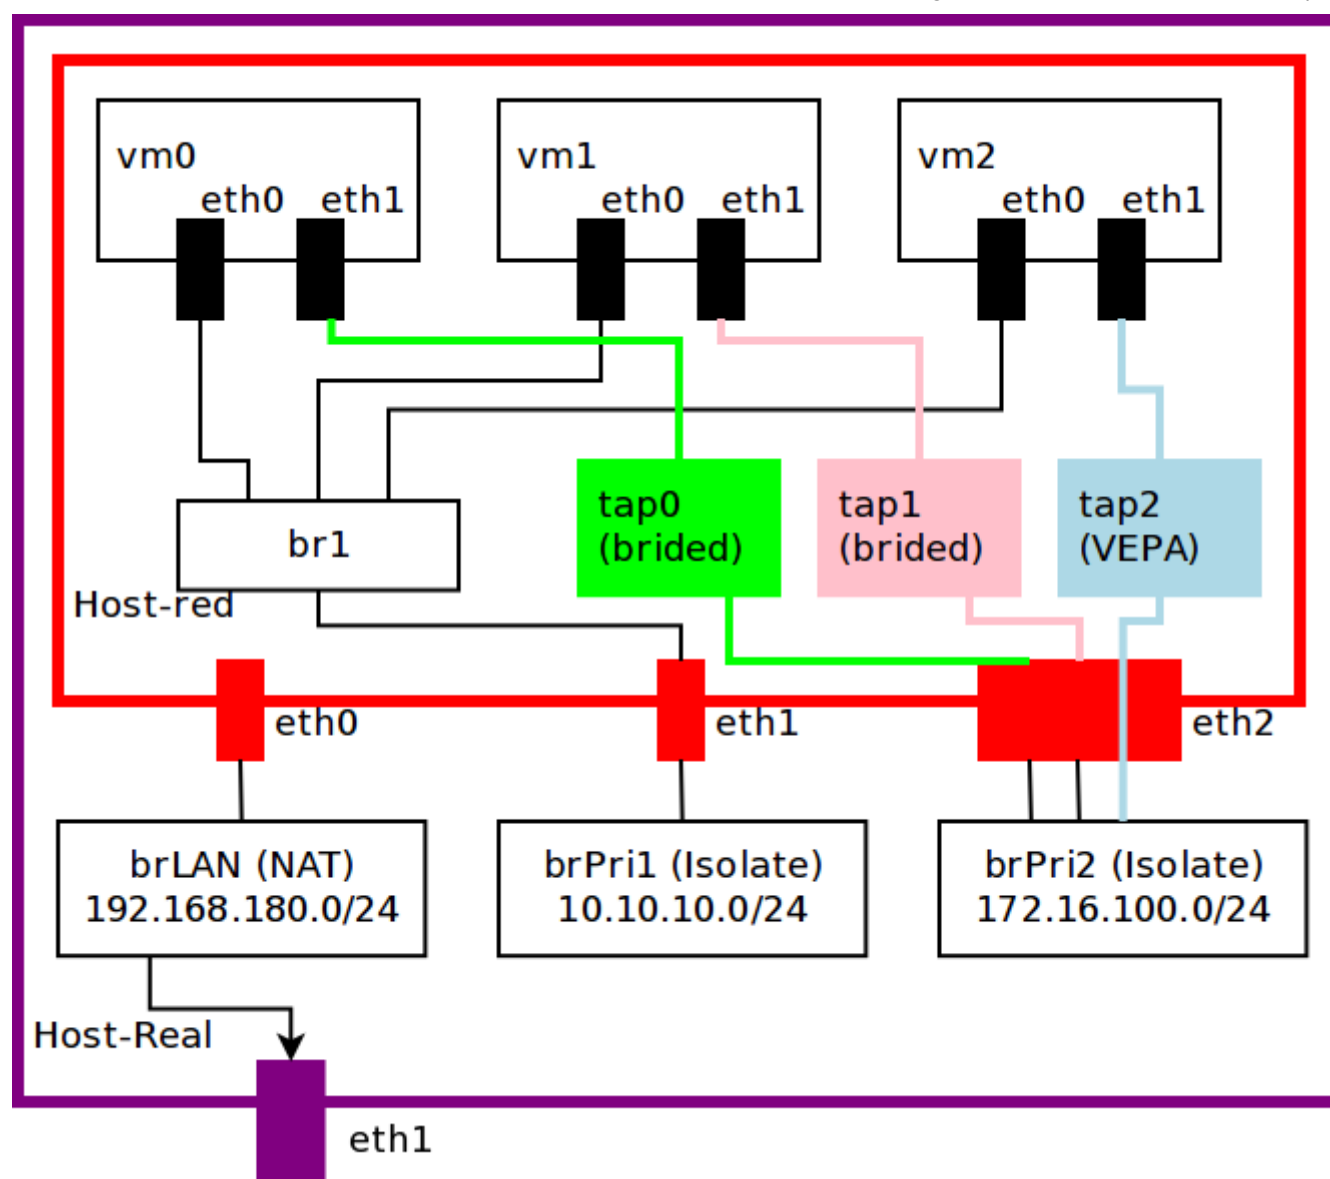 vm0
eth0 eth1
vm1
eth0 eth1
vm2
eth0 eth1
tap0
(brided)
tap1
(brided)
tap2
(VEPA)
br1
Host-red
eth0
eth1
eth2
brLAN (NAT)
192.168.180.0/24
brPri1 (Isolate)
10.10.10.0/24
brPri2 (Isolate)
172.16.100.0/24
Host-Real
eth1